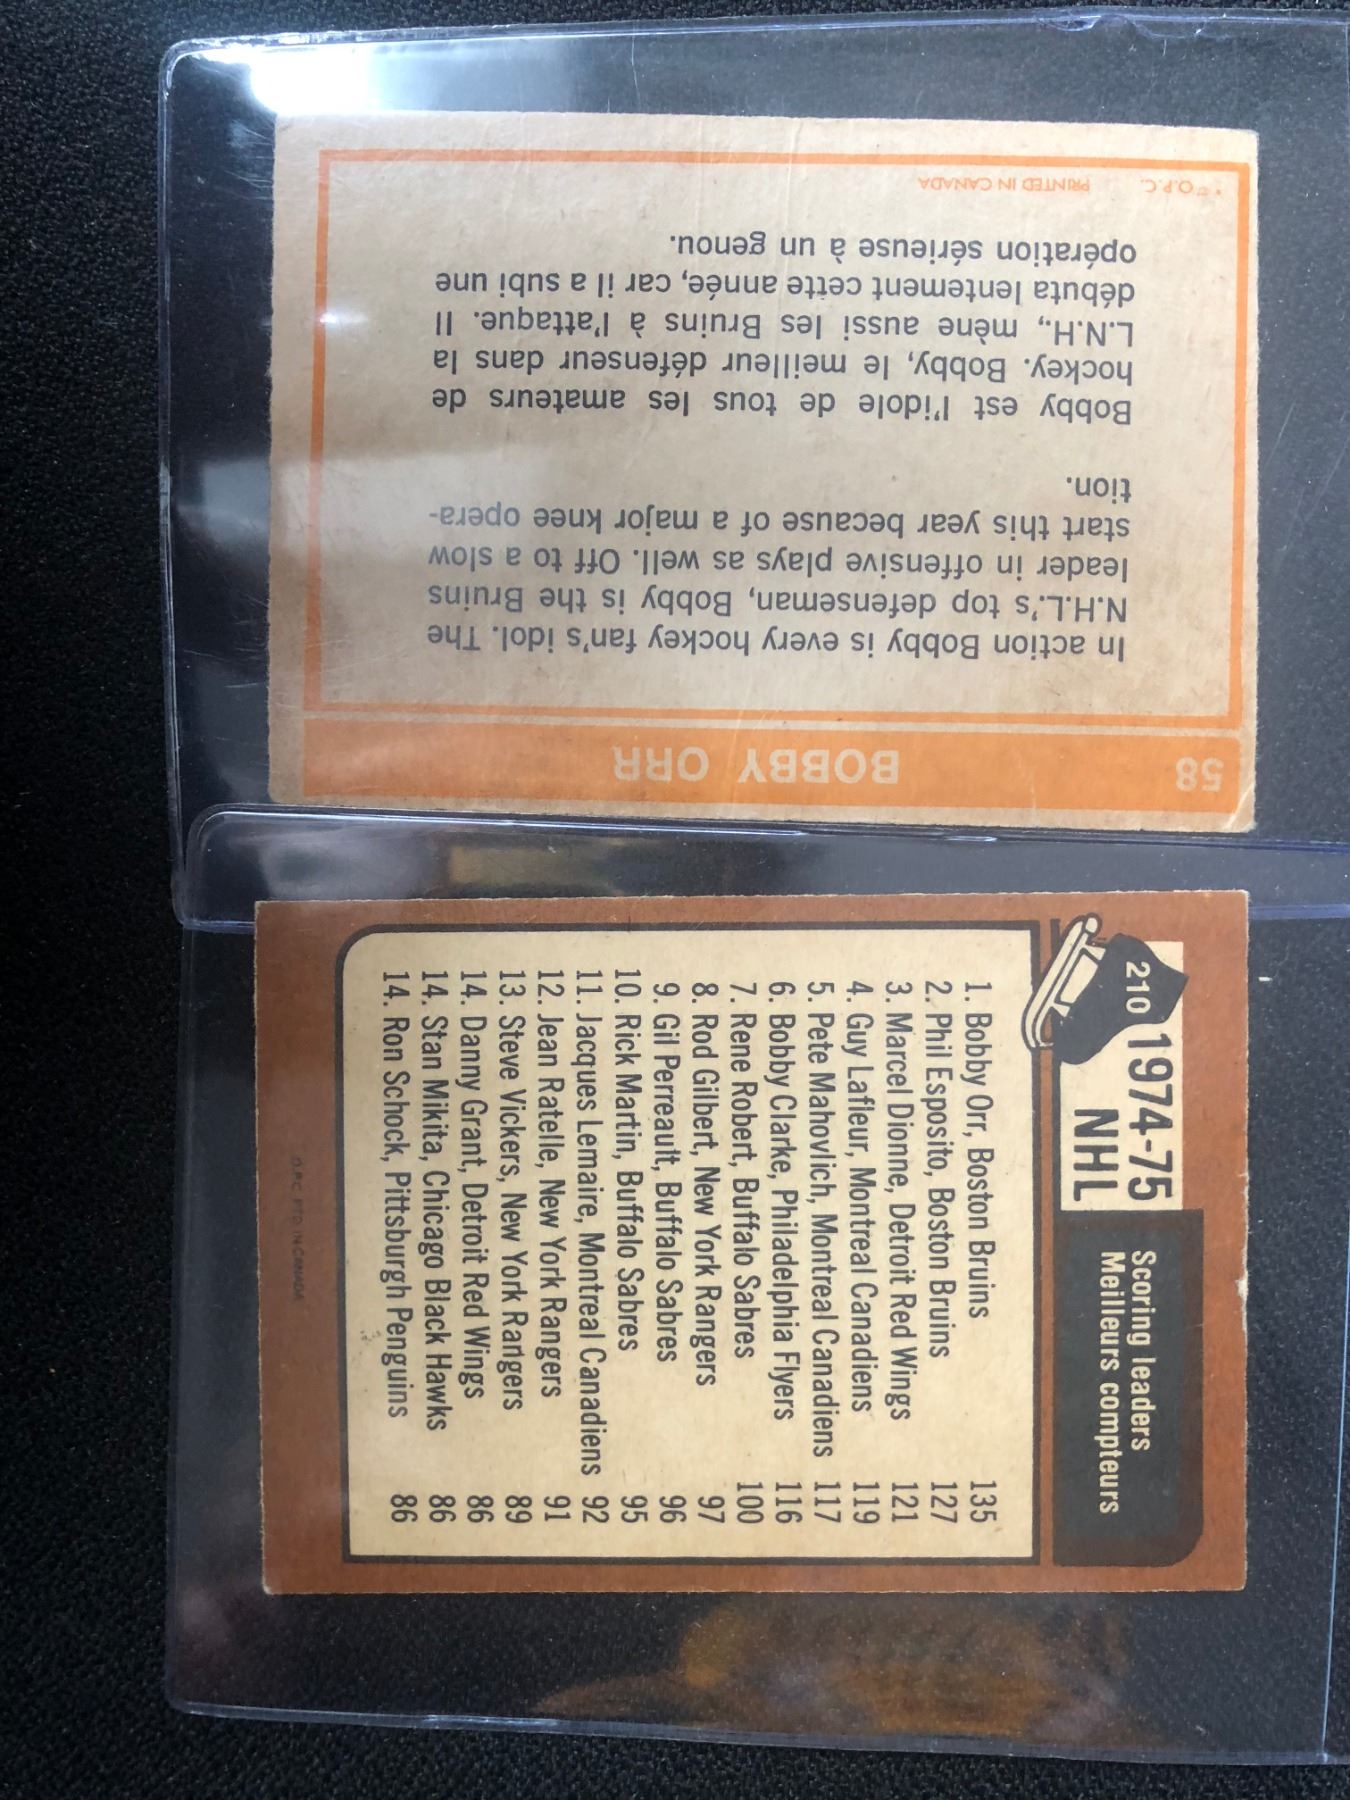 58 BOBBY ORR
In action Bobby is every hockey fan's idol. The
N.H.L.'s top defenseman, Bobby is the Bruins
leader in offensive plays as well. Off to a slow
start this year because of a major knee opera-
tion.
Bobby est l'idole de tous les amateurs de
hockey. Bobby, le meilleur défenseur dans la
L.N.H., mène aussi les Bruins à l'attaque. Il
débuta lentement cette année, car il a subi une
opération sérieuse à un genou.
* © O.P.C. PRINTED IN CANADA
210
1974-75
NHL
Scoring leaders
Meilleurs compteurs
1. Bobby Orr, Boston Bruins 135
2. Phil Esposito, Boston Bruins 127
3. Marcel Dionne, Detroit Red Wings 121
4. Guy Lafleur, Montreal Canadiens 119
5. Pete Mahovlich, Montreal Canadiens 117
6. Bobby Clarke, Philadelphia Flyers 116
7. Rene Robert, Buffalo Sabres 100
8. Rod Gilbert, New York Rangers 97
9. Gil Perreault, Buffalo Sabres 96
10. Rick Martin, Buffalo Sabres 95
11. Jacques Lemaire, Montreal Canadiens 92
12. Jean Ratelle, New York Rangers 91
13. Steve Vickers, New York Rangers 89
14. Danny Grant, Detroit Red Wings 86
14. Stan Mikita, Chicago Black Hawks 86
14. Ron Schock, Pittsburgh Penguins 86
O.P.C. PTD. IN CANADA